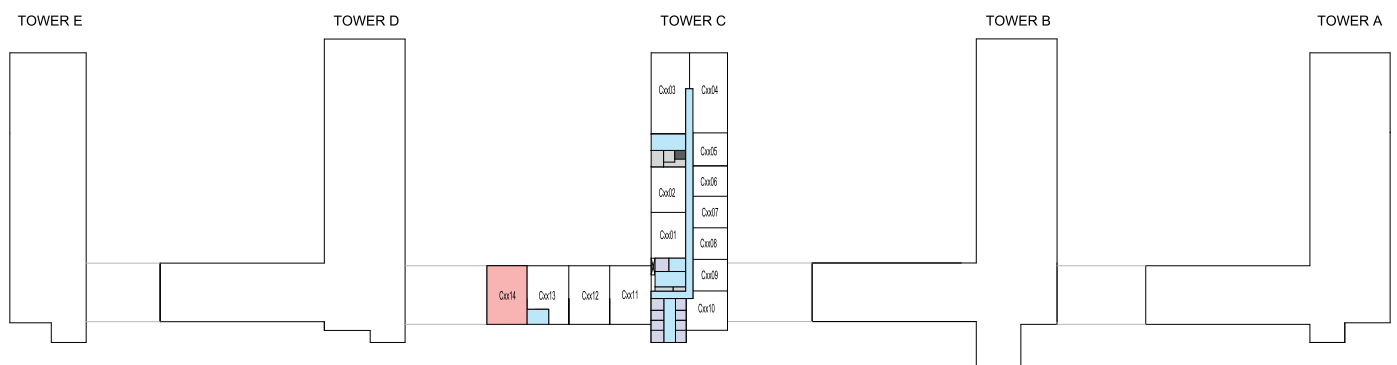 TOWER E
TOWER D
TOWER C
TOWER B
TOWER A
Cxx03
Cxx04
Cxx05
Cxx06
Cxx02
Cxx07
Cxx01
Cxx08
Cxx09
Cxx14
Cxx13
Cxx12
Cxx11
Cxx10